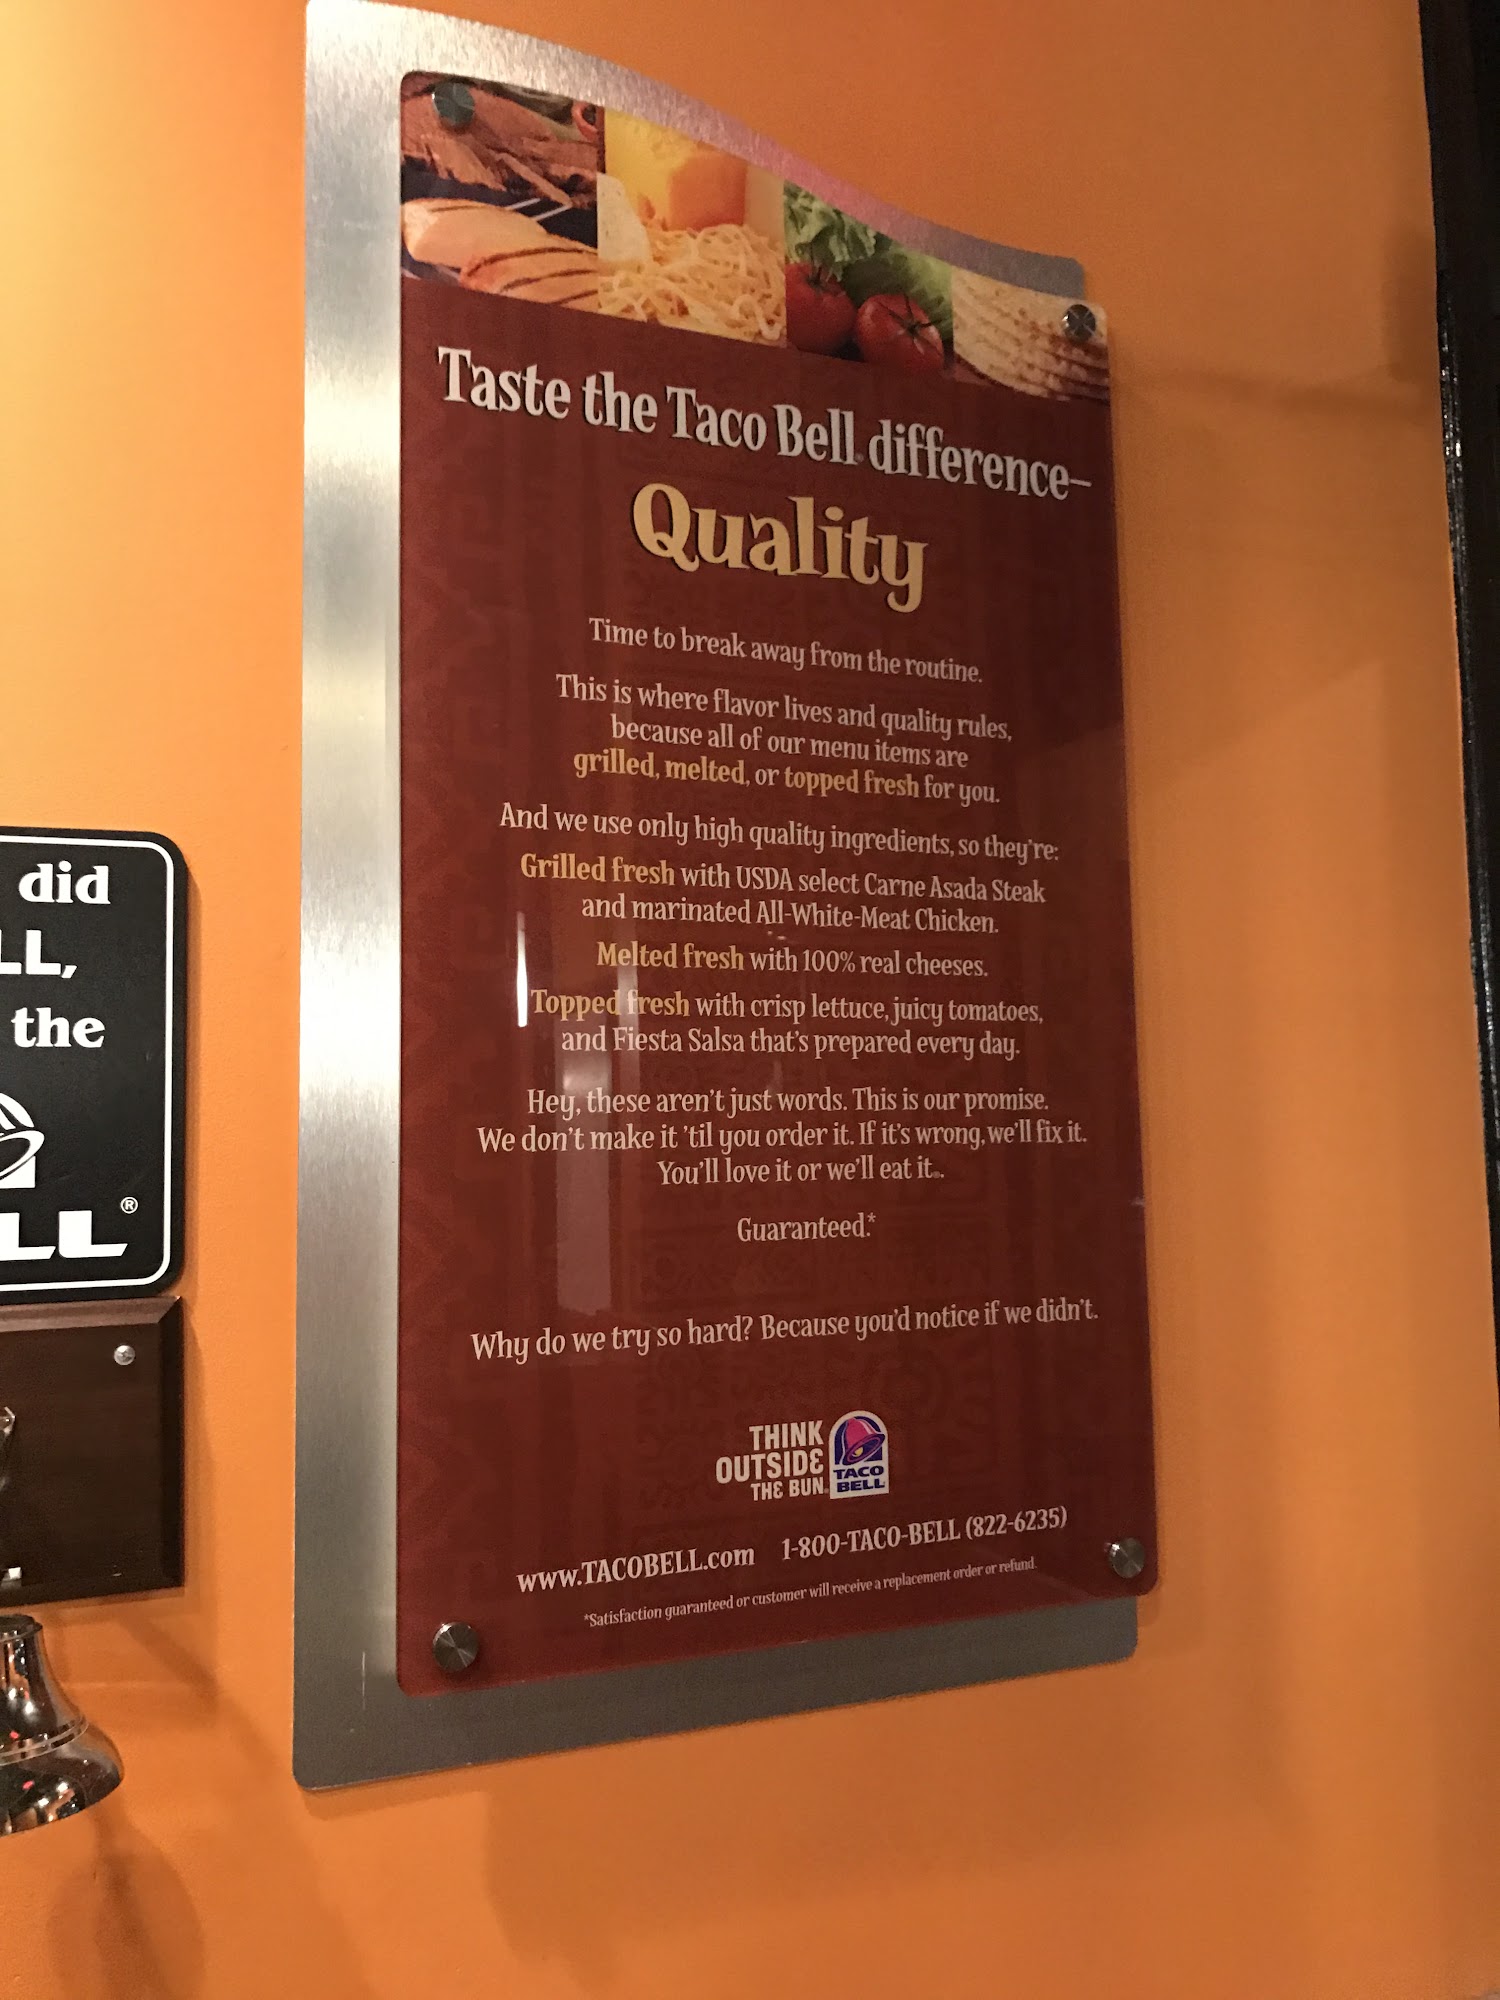 Taste the Taco Bell® difference–
Quality
Time to break away from the routine.
This is where flavor lives and quality rules,
because all of our menu items are
grilled, melted, or topped fresh for you.
And we use only high quality ingredients, so they're:
Grilled fresh with USDA select Carne Asada Steak
and marinated All-White-Meat Chicken.
Melted fresh with 100% real cheeses.
Topped fresh with crisp lettuce, juicy tomatoes,
and Fiesta Salsa that's prepared every day.
Hey, these aren't just words. This is our promise.
We don't make it 'til you order it. If it's wrong, we'll fix it.
You'll love it or we'll eat it.
Guaranteed.*
Why do we try so hard? Because you'd notice if we didn't.
THINK
OUTSIDE
THE BUN.
TACO
BELL
www.TACOBELL.com 1-800-TACO-BELL (822-6235)
*Satisfaction guaranteed or customer will receive a replacement order or refund.
did
LL,
the
LL®